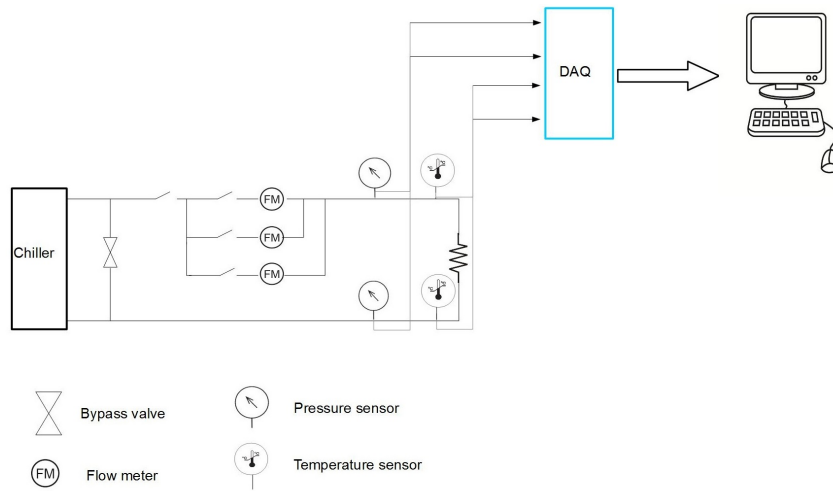 DAQ
Chiller
FM
FM
FM
Bypass valve
Pressure sensor
FM
Flow meter
Temperature sensor